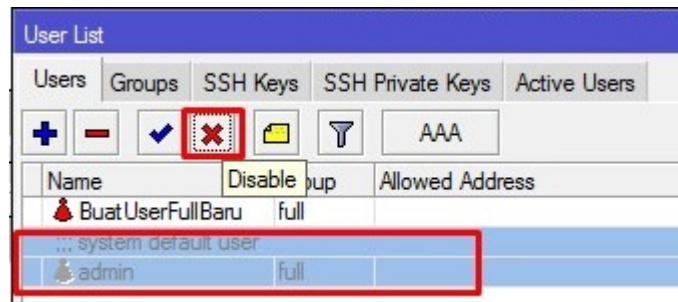 User List
Users Groups SSH Keys SSH Private Keys Active Users
AAA
Name Disable oup Allowed Address
BuatUserFullBaru full
::: system default user
admin full